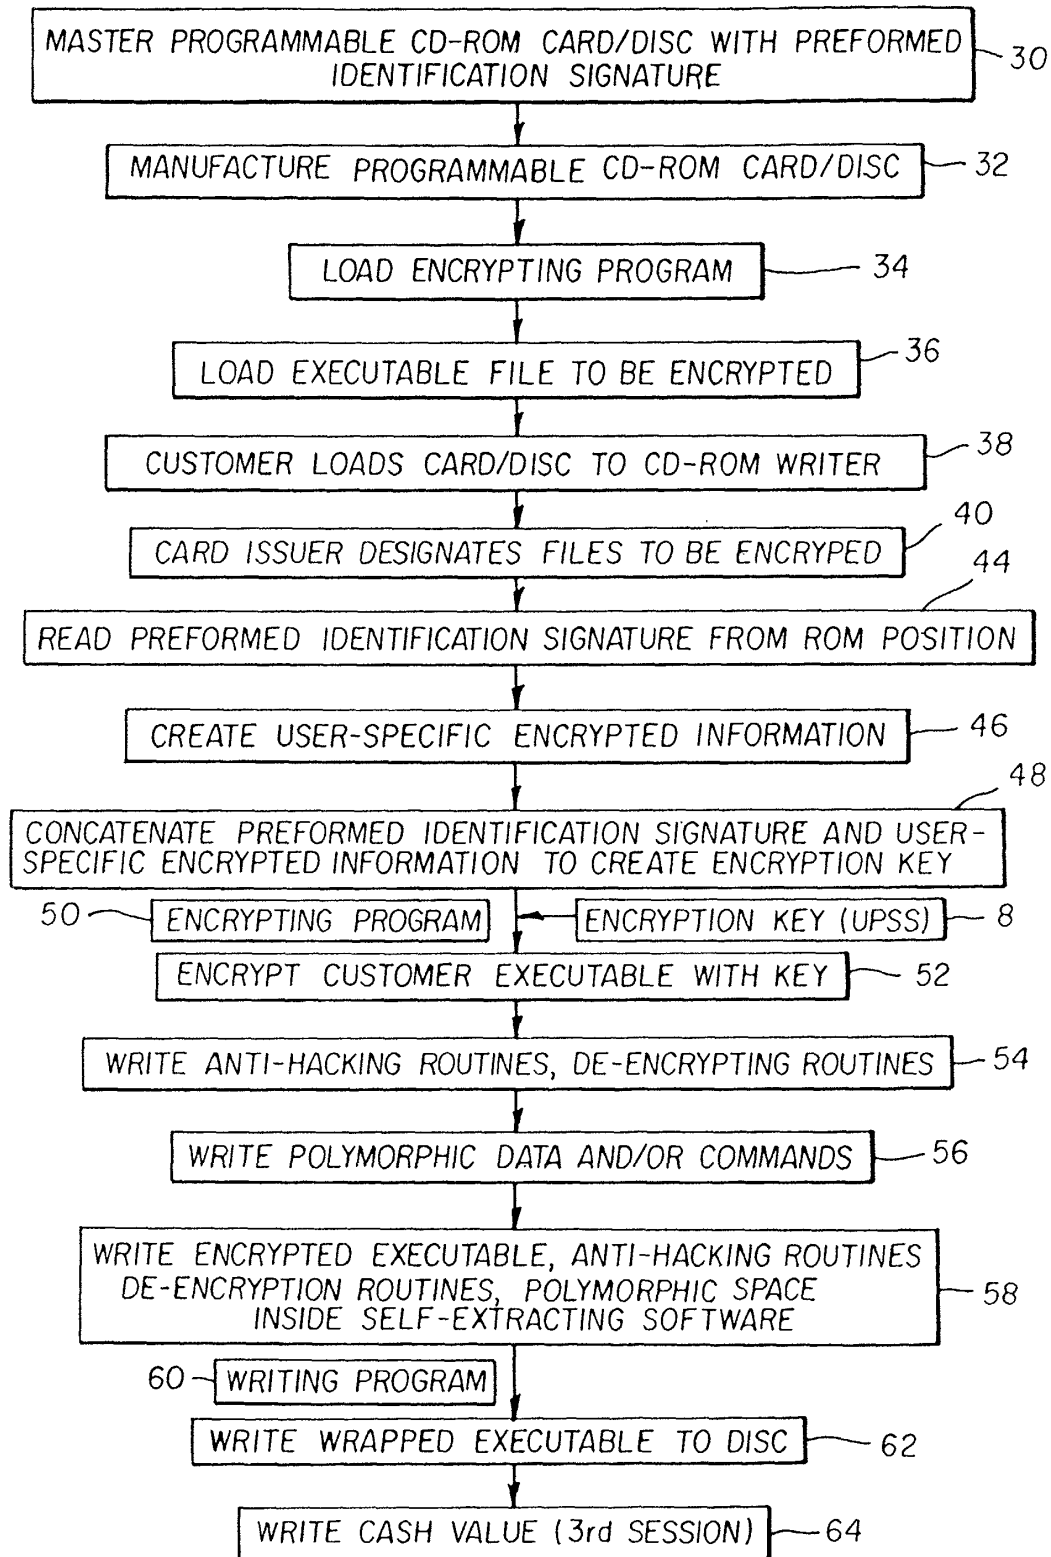 MASTER PROGRAMMABLE CD-ROM CARD/DISC WITH PREFORMED
IDENTIFICATION SIGNATURE
30
MANUFACTURE PROGRAMMABLE CD-ROM CARD/DISC
32
LOAD ENCRYPTING PROGRAM
34
LOAD EXECUTABLE FILE TO BE ENCRYPTED
36
CUSTOMER LOADS CARD/DISC TO CD-ROM WRITER
38
CARD ISSUER DESIGNATES FILES TO BE ENCRYPED
40
READ PREFORMED IDENTIFICATION SIGNATURE FROM ROM POSITION
44
CREATE USER-SPECIFIC ENCRYPTED INFORMATION
46
CONCATENATE PREFORMED IDENTIFICATION SIGNATURE AND USER-
SPECIFIC ENCRYPTED INFORMATION TO CREATE ENCRYPTION KEY
48
50
ENCRYPTING PROGRAM
ENCRYPTION KEY (UPSS)
8
ENCRYPT CUSTOMER EXECUTABLE WITH KEY
52
WRITE ANTI-HACKING ROUTINES, DE-ENCRYPTING ROUTINES
54
WRITE POLYMORPHIC DATA AND/OR COMMANDS
56
WRITE ENCRYPTED EXECUTABLE, ANTI-HACKING ROUTINES
DE-ENCRYPTION ROUTINES, POLYMORPHIC SPACE
INSIDE SELF-EXTRACTING SOFTWARE
58
60
WRITING PROGRAM
WRITE WRAPPED EXECUTABLE TO DISC
62
WRITE CASH VALUE (3rd SESSION)
64